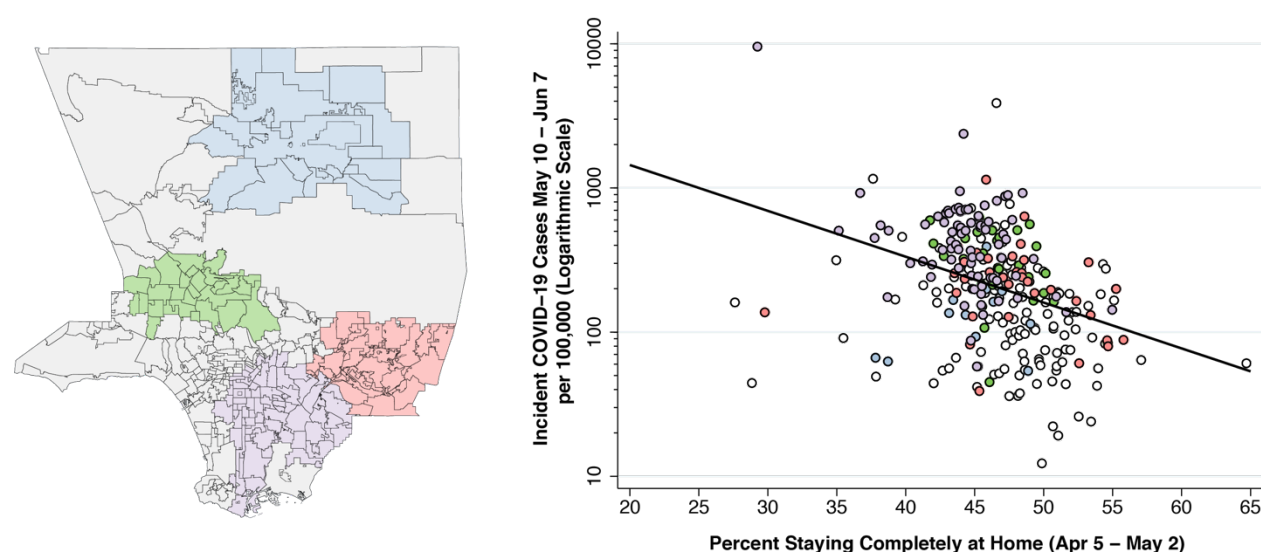 Incident COVID–19 Cases May 10 – Jun 7
per 100,000 (Logarithmic Scale)
10000
1000
100
10
20 25 30 35 40 45 50 55 60 65
Percent Staying Completely at Home (Apr 5 – May 2)